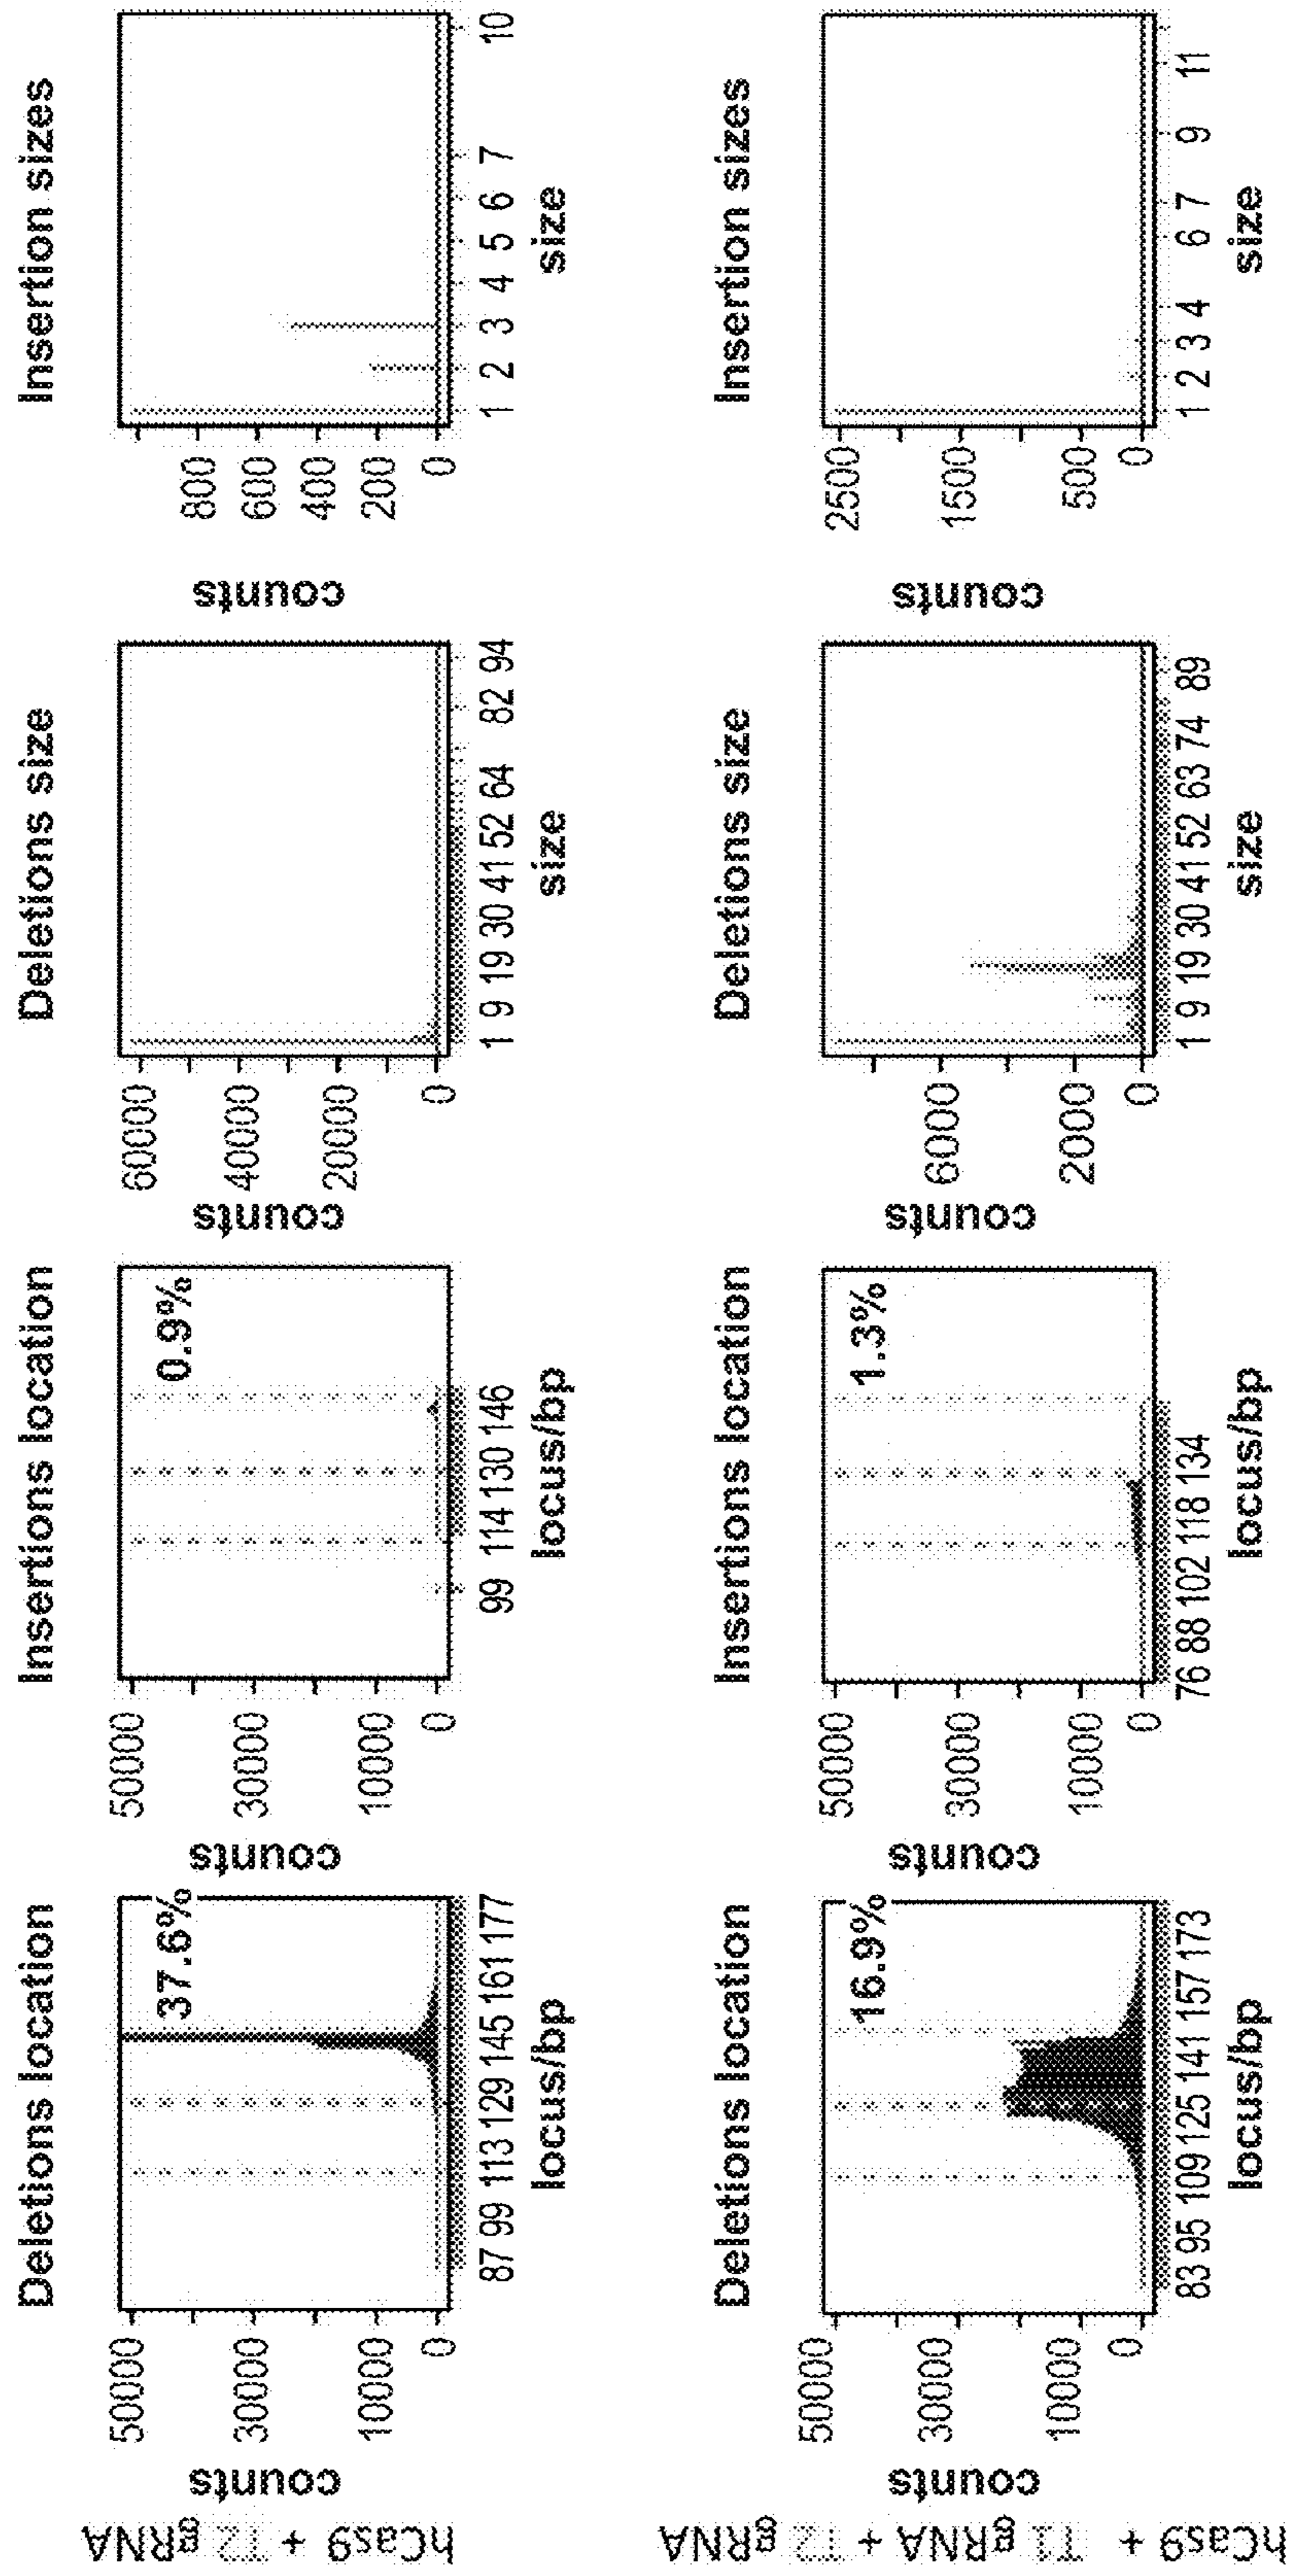 hCas9 + T2 gRNA
Deletions location
counts
50000
30000
10000
0
37.6%
87 99 113 129 145 161 177
locus/bp
Insertions location
counts
50000
30000
10000
0
0.9%
99 114 130 146
locus/bp
Deletions size
counts
60000
40000
20000
0
1 9 19 30 41 52 64 82 94
size
Insertion sizes
counts
800
600
400
200
0
1 2 3 4 5 6 7 10
size
hCas9 + T1 gRNA + T2 gRNA
Deletions location
counts
50000
30000
10000
0
16.9%
83 95 109 125 141 157 173
locus/bp
Insertions location
counts
50000
30000
10000
0
1.3%
76 88 102 118 134
locus/bp
Deletions size
counts
6000
2000
0
1 9 19 30 41 52 63 74 89
size
Insertion sizes
counts
2500
1500
500
0
1 2 3 4 6 7 9 11
size